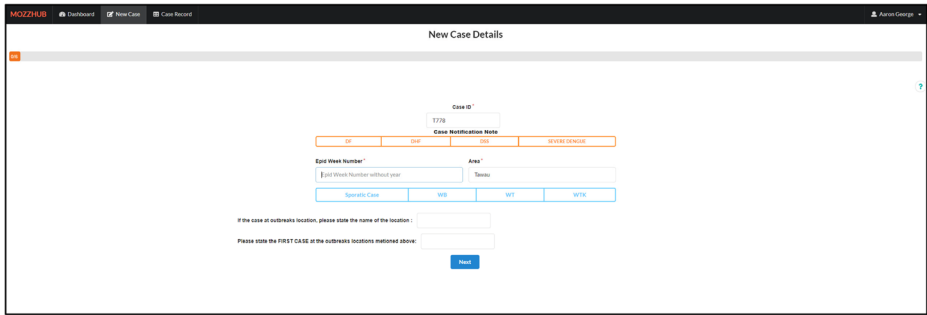 MOZZHUB Dashboard New Case Case Record Aaron George
New Case Details
0%
?
Case ID *
T778
Case Notification Note
DF DHF DSS SEVERE DENGUE
Epid Week Number * Area *
Epid Week Number without year Tawau
Sporatic Case WB WT WTK
If the case at outbreaks location, please state the name of the location :
Please state the FIRST CASE at the outbreaks locations metioned above:
Next